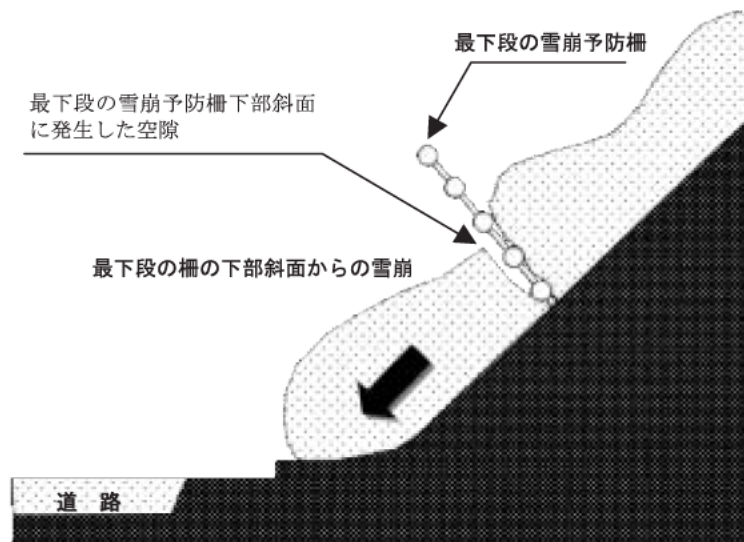 最下段の雪崩予防柵
最下段の雪崩予防柵下部斜面
に発生した空隙
最下段の柵の下部斜面からの雪崩
道 路